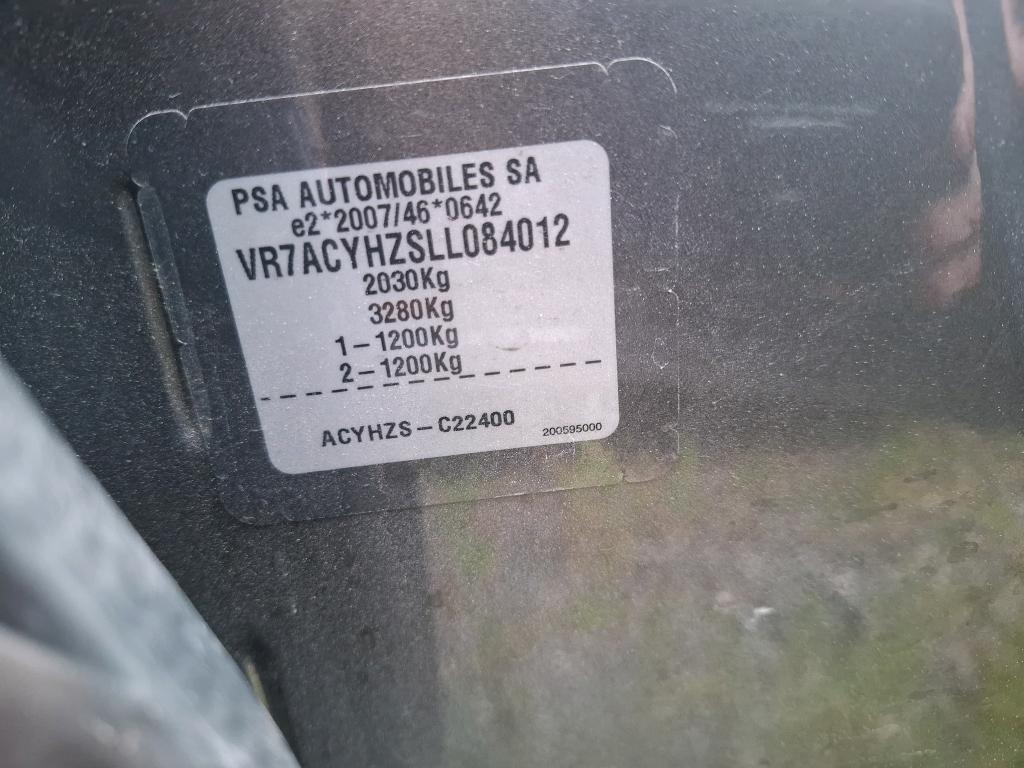 PSA AUTOMOBILES SA
e2*2007/46*0642
VR7ACYHZSLL084012
2030Kg
3280Kg
1-1200Kg
2-1200Kg
ACYHZS-C22400
200595000